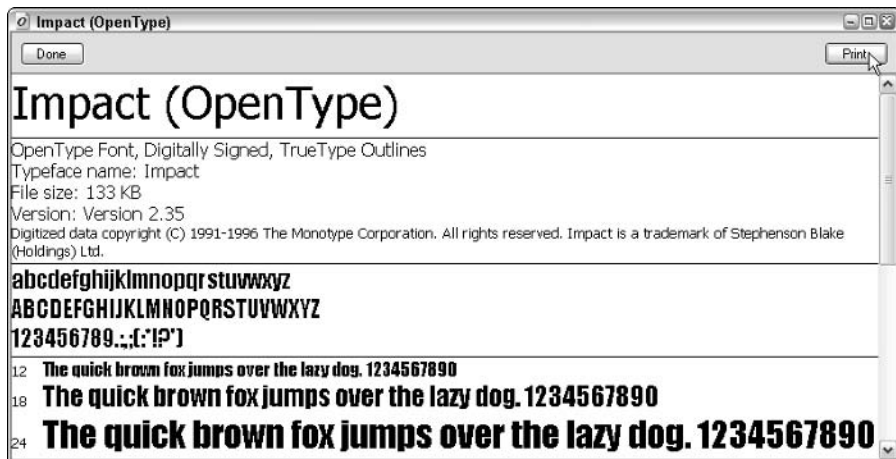 Impact (OpenType)
Done
Print
Impact (OpenType)
OpenType Font, Digitally Signed, TrueType Outlines
Typeface name: Impact
File size: 133 KB
Version: Version 2.35
Digitized data copyright (C) 1991-1996 The Monotype Corporation. All rights reserved. Impact is a trademark of Stephenson Blake
(Holdings) Ltd.
abcdefghijklmnopqrstuvwxyz
ABCDEFGHIJKLMNOPQRSTUVWXYZ
123456789.:,;(:*!?')
12 The quick brown fox jumps over the lazy dog. 1234567890
18 The quick brown fox jumps over the lazy dog. 1234567890
24 The quick brown fox jumps over the lazy dog. 1234567890